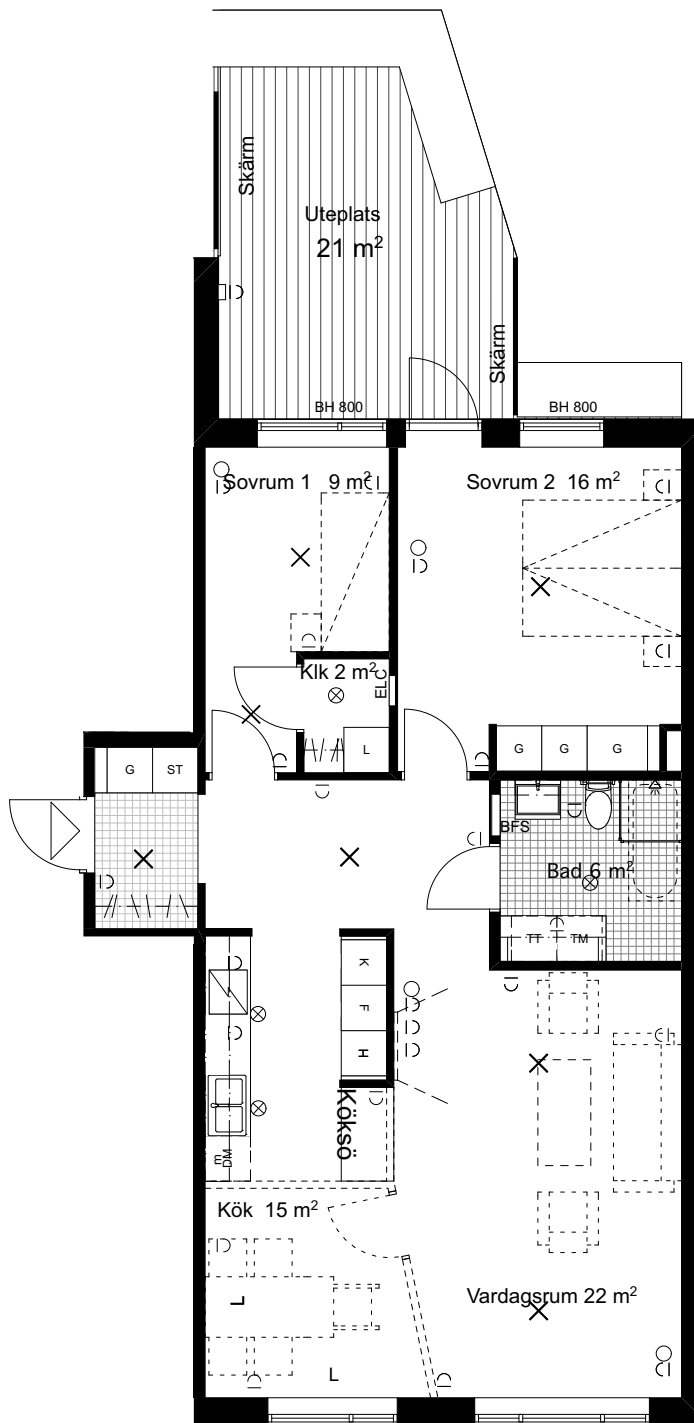 Skärm
Uteplats
21 m²
Skärm
BH 800
BH 800
Sovrum 1 9 m²
Sovrum 2 16 m²
Klk 2 m²
ELC
L
G
G
G
G
ST
BFS
Bad 6 m²
TT
TM
K
F
H
Köksö
m
DM
Kök 15 m²
Vardagsrum 22 m²
L
L